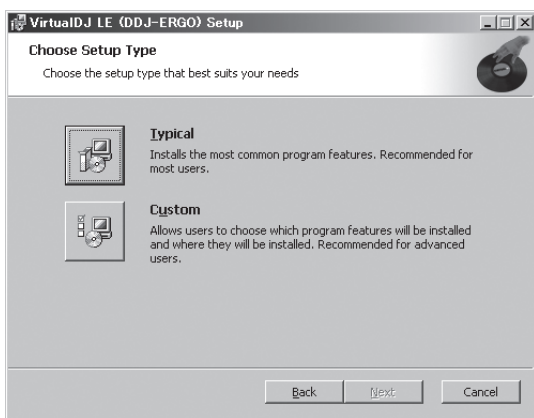 VirtualDJ LE (DDJ-ERGO) Setup
Choose Setup Type
Choose the setup type that best suits your needs
Typical
Installs the most common program features. Recommended for
most users.
Custom
Allows users to choose which program features will be installed
and where they will be installed. Recommended for advanced
users.
Back
Next
Cancel